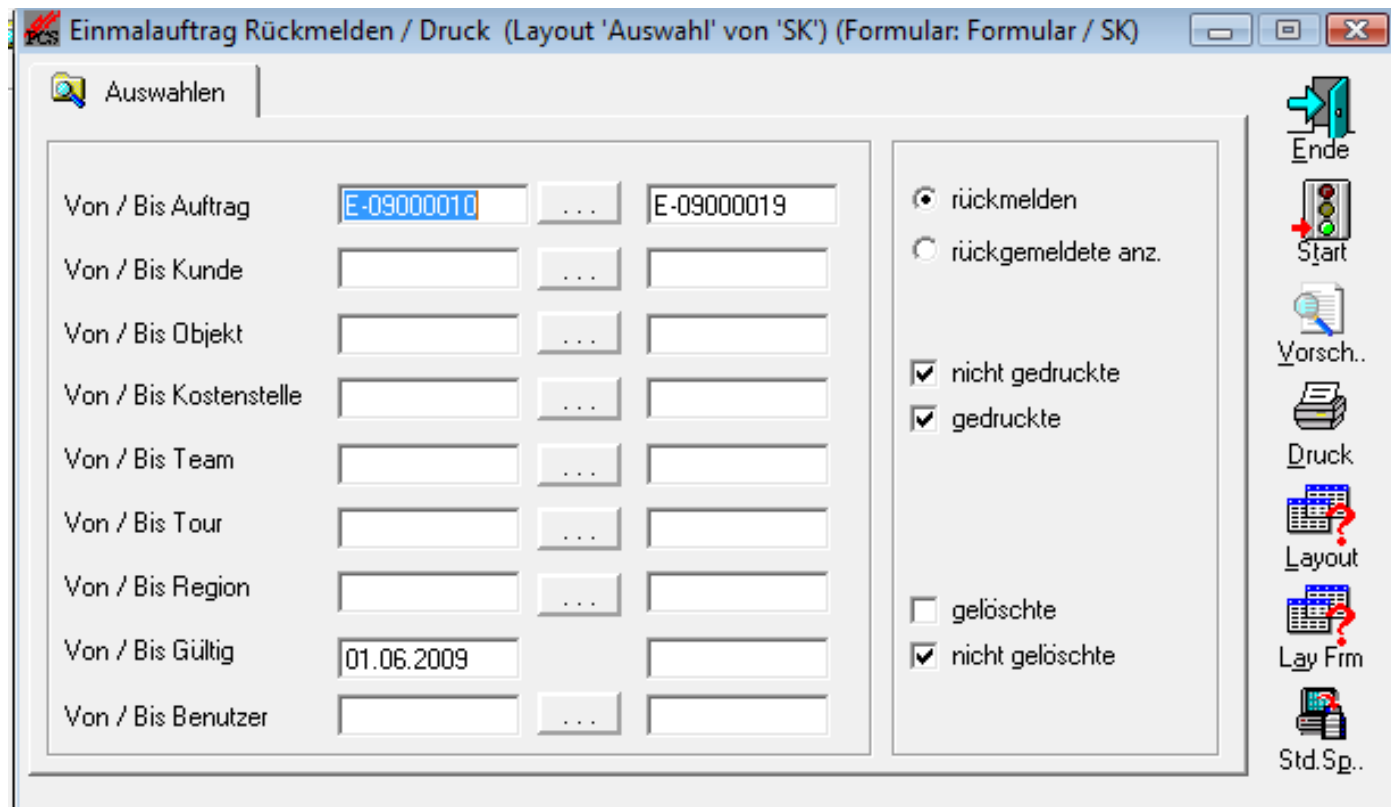 PCS Einmalauftrag Rückmelden / Druck (Layout 'Auswahl' von 'SK') (Formular: Formular / SK)
Auswahlen
Von / Bis Auftrag E-09000010 ... E-09000019
Von / Bis Kunde ...
Von / Bis Objekt ...
Von / Bis Kostenstelle ...
Von / Bis Team ...
Von / Bis Tour ...
Von / Bis Region ...
Von / Bis Gültig 01.06.2009
Von / Bis Benutzer ...
rückmelden
rückgemeldete anz.
nicht gedruckte
gedruckte
gelöschte
nicht gelöschte
Ende
Start
Vorsch..
Druck
Layout
Lay Frm
Std.Sp..